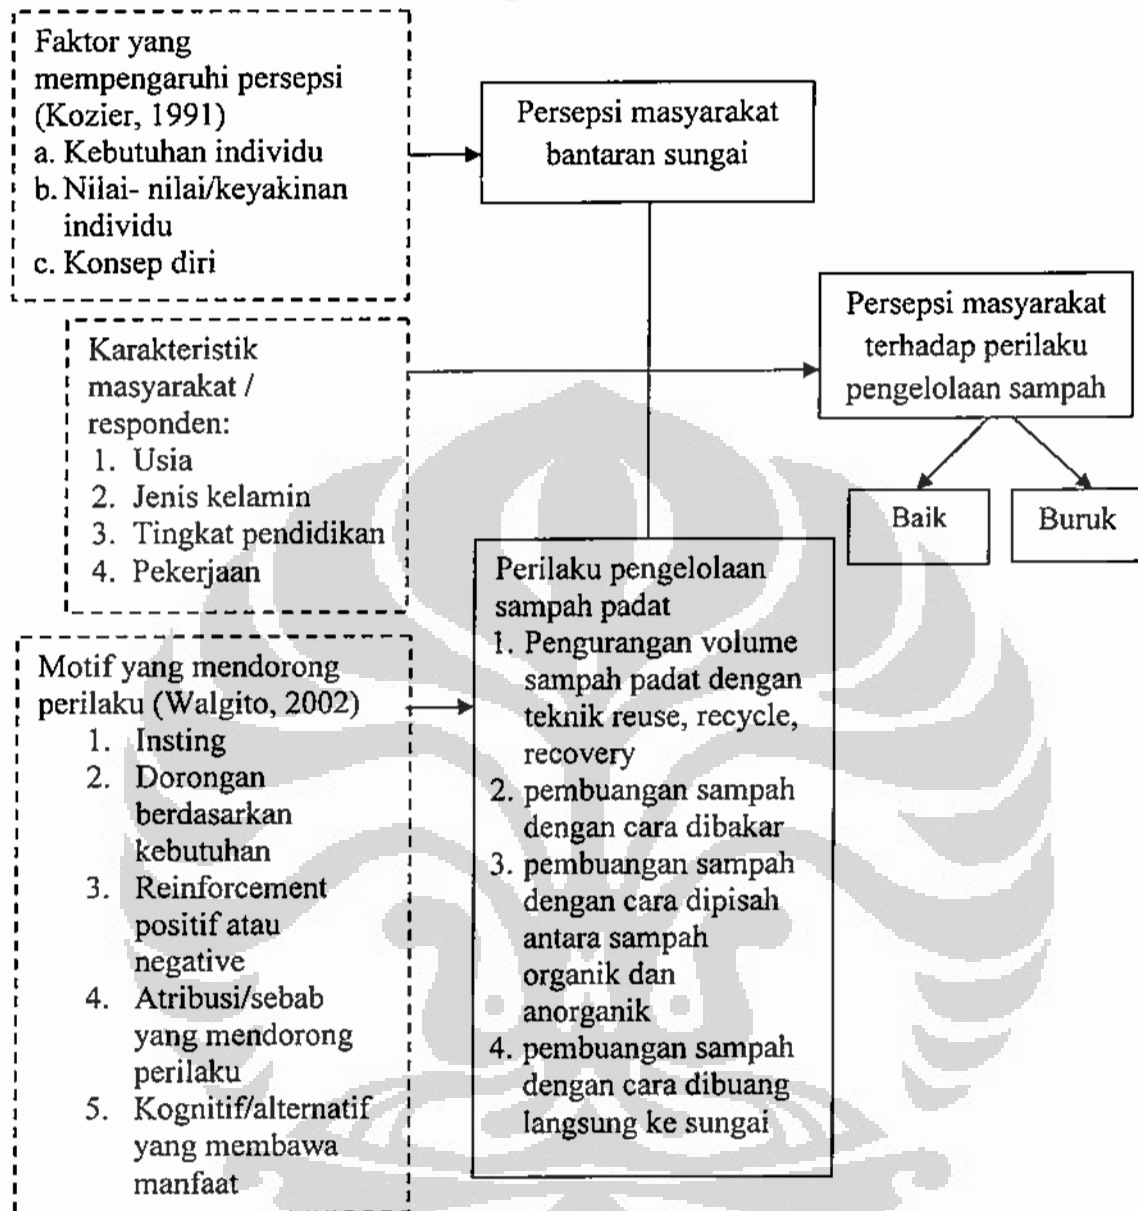 Faktor yang
mempengaruhi persepsi
(Kozier, 1991)
a. Kebutuhan individu
b. Nilai- nilai/keyakinan
individu
c. Konsep diri
Persepsi masyarakat
bantaran sungai
Persepsi masyarakat
terhadap perilaku
pengelolaan sampah
Baik
Buruk
Karakteristik
masyarakat /
responden:
1. Usia
2. Jenis kelamin
3. Tingkat pendidikan
4. Pekerjaan
Motif yang mendorong
perilaku (Walgito, 2002)
1. Insting
2. Dorongan
berdasarkan
kebutuhan
3. Reinforcement
positif atau
negative
4. Atribusi/sebab
yang mendorong
perilaku
5. Kognitif/alternatif
yang membawa
manfaat
Perilaku pengelolaan
sampah padat
1. Pengurangan volume
sampah padat dengan
teknik reuse, recycle,
recovery
2. pembuangan sampah
dengan cara dibakar
3. pembuangan sampah
dengan cara dipisah
antara sampah
organik dan
anorganik
4. pembuangan sampah
dengan cara dibuang
langsung ke sungai